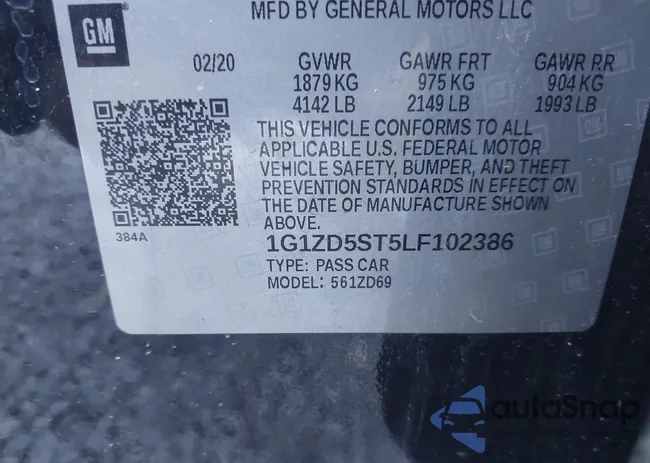 MFD BY GENERAL MOTORS LLC
GM
02/20 GVWR GAWR FRT GAWR RR
1879 KG 975 KG 904 KG
4142 LB 2149 LB 1993 LB
THIS VEHICLE CONFORMS TO ALL
APPLICABLE U.S. FEDERAL MOTOR
VEHICLE SAFETY, BUMPER, AND THEFT
PREVENTION STANDARDS IN EFFECT ON
THE DATE OF MANUFACTURE SHOWN
ABOVE.
384A
1G1ZD5ST5LF102386
TYPE: PASS CAR
MODEL: 561ZD69
autoSnap